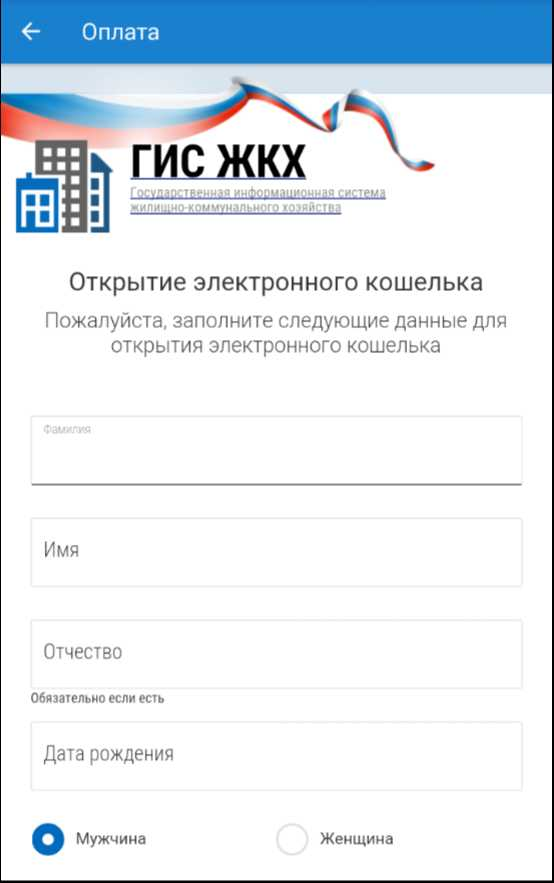 Оплата
ГИС ЖКХ
Государственная информационная система
жилищно-коммунального хозяйства
Открытие электронного кошелька
Пожалуйста, заполните следующие данные для
открытия электронного кошелька
Фамилия
Имя
Отчество
Обязательно если есть
Дата рождения
Мужчина
Женщина